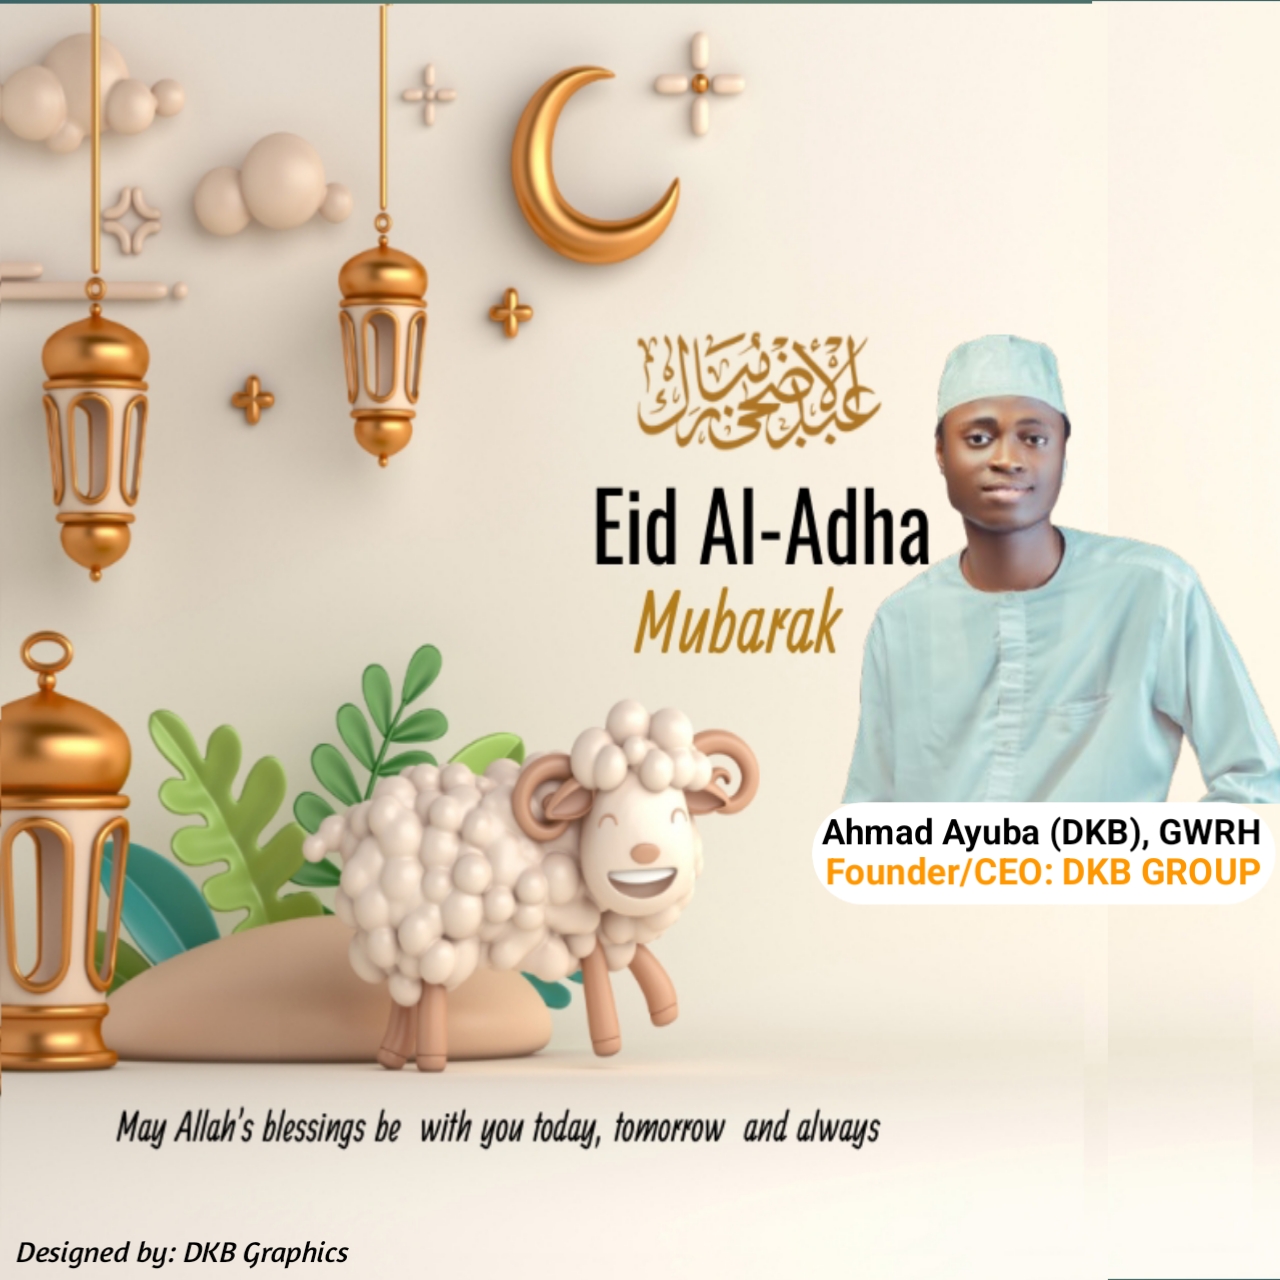 عيد الأضحى مبارك
Eid Al-Adha
Mubarak
Ahmad Ayuba (DKB), GWRH
Founder/CEO: DKB GROUP
May Allah's blessings be with you today, tomorrow and always
Designed by: DKB Graphics